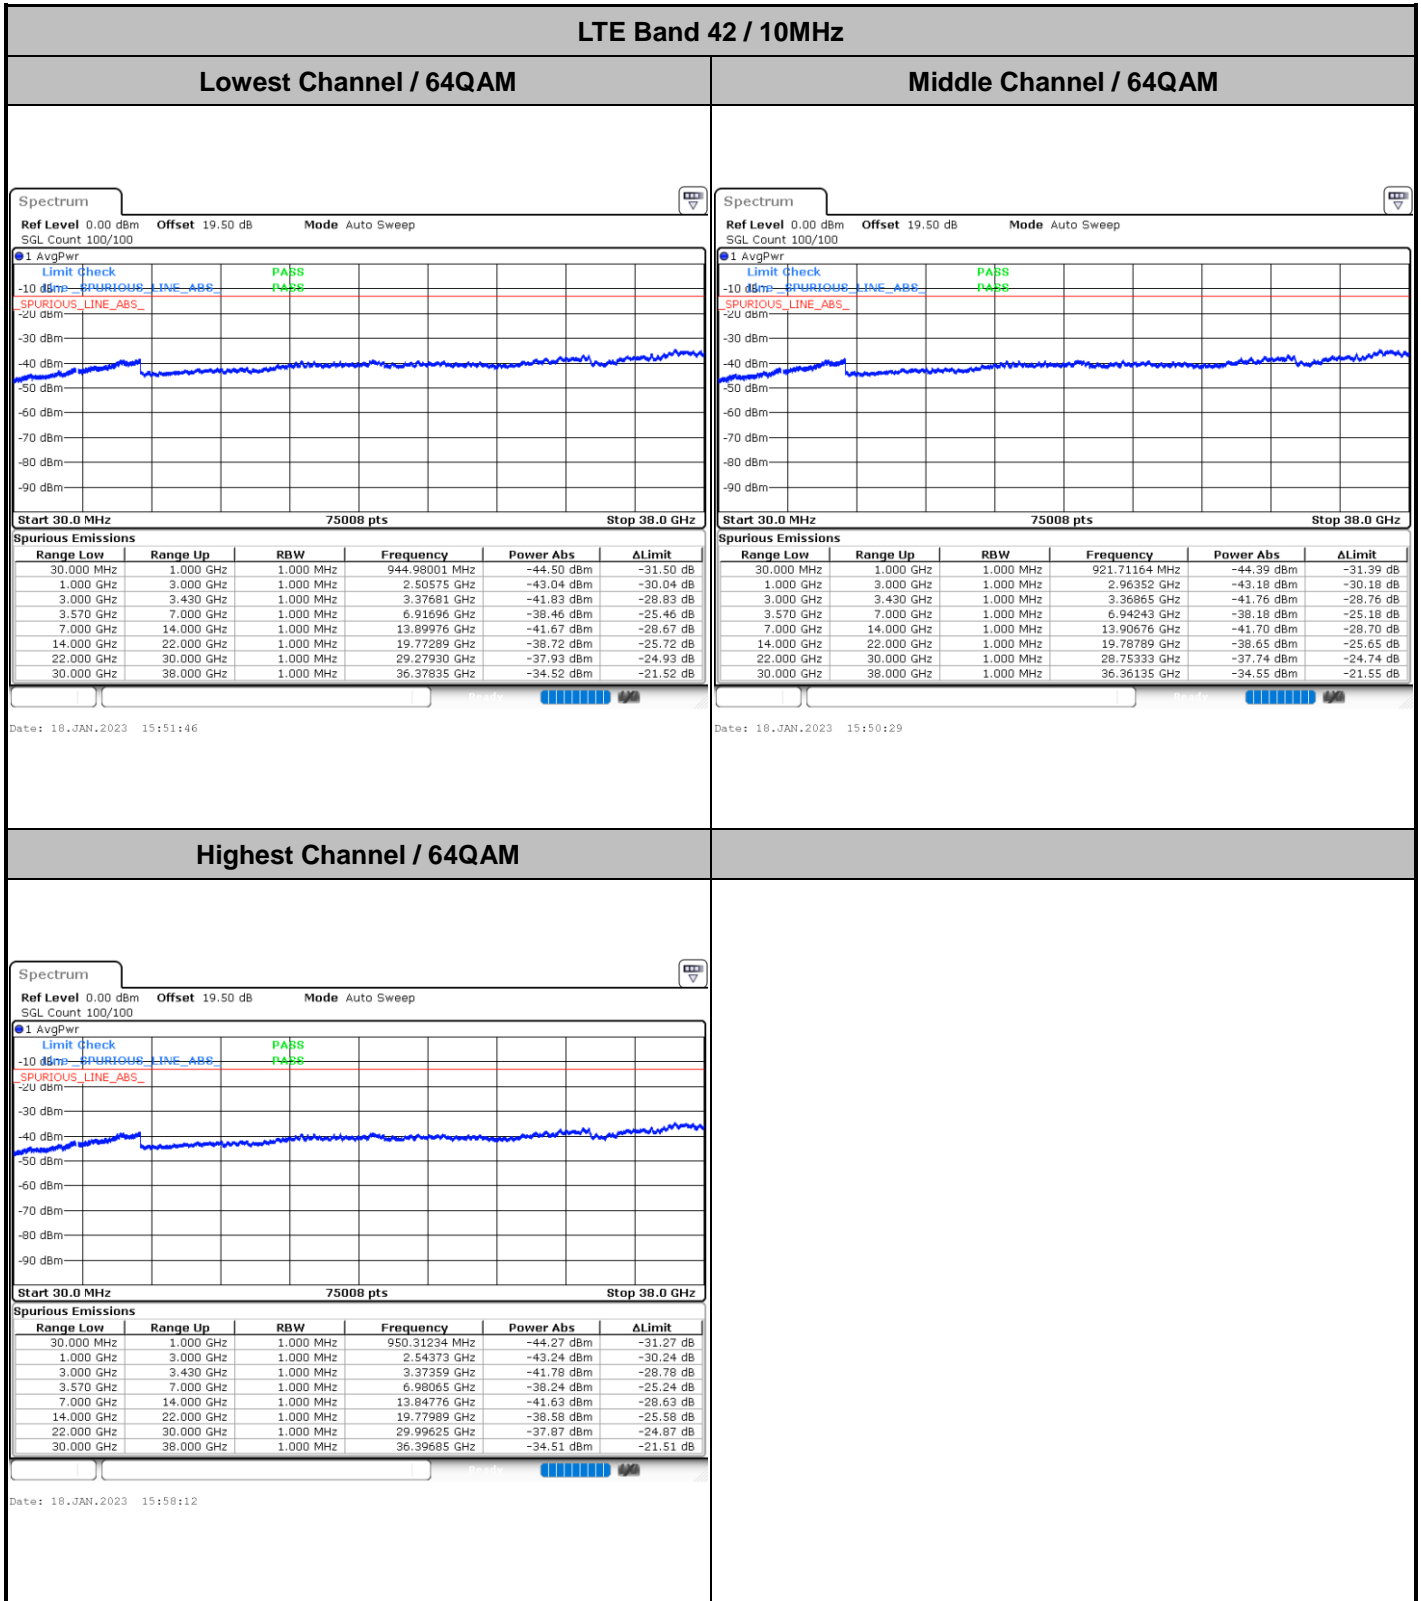 LTE Band 42 / 10MHz
Lowest Channel / 64QAM
Middle Channel / 64QAM
Spectrum
Ref Level 0.00 dBm Offset 19.50 dB Mode Auto Sweep
SGL Count 100/100
1 AvgPwr
Limit Check PASS
-10 dBm
Line _SPURIOUS_LINE_ABS_ PASS
_SPURIOUS_LINE_ABS_
-20 dBm
-30 dBm
-40 dBm
-50 dBm
-60 dBm
-70 dBm
-80 dBm
-90 dBm
Start 30.0 MHz 75008 pts Stop 38.0 GHz
Spurious Emissions
Range Low Range Up RBW Frequency Power Abs ΔLimit
30.000 MHz 1.000 GHz 1.000 MHz 944.98001 MHz -44.50 dBm -31.50 dB
1.000 GHz 3.000 GHz 1.000 MHz 2.50575 GHz -43.04 dBm -30.04 dB
3.000 GHz 3.430 GHz 1.000 MHz 3.37681 GHz -41.83 dBm -28.83 dB
3.570 GHz 7.000 GHz 1.000 MHz 6.91696 GHz -38.46 dBm -25.46 dB
7.000 GHz 14.000 GHz 1.000 MHz 13.89976 GHz -41.67 dBm -28.67 dB
14.000 GHz 22.000 GHz 1.000 MHz 19.77289 GHz -38.72 dBm -25.72 dB
22.000 GHz 30.000 GHz 1.000 MHz 29.27930 GHz -37.93 dBm -24.93 dB
30.000 GHz 38.000 GHz 1.000 MHz 36.37835 GHz -34.52 dBm -21.52 dB
Date: 18.JAN.2023 15:51:46
Spectrum
Ref Level 0.00 dBm Offset 19.50 dB Mode Auto Sweep
SGL Count 100/100
1 AvgPwr
Limit Check PASS
-10 dBm
Line _SPURIOUS_LINE_ABS_ PASS
_SPURIOUS_LINE_ABS_
-20 dBm
-30 dBm
-40 dBm
-50 dBm
-60 dBm
-70 dBm
-80 dBm
-90 dBm
Start 30.0 MHz 75008 pts Stop 38.0 GHz
Spurious Emissions
Range Low Range Up RBW Frequency Power Abs ΔLimit
30.000 MHz 1.000 GHz 1.000 MHz 921.71164 MHz -44.39 dBm -31.39 dB
1.000 GHz 3.000 GHz 1.000 MHz 2.96352 GHz -43.18 dBm -30.18 dB
3.000 GHz 3.430 GHz 1.000 MHz 3.36865 GHz -41.76 dBm -28.76 dB
3.570 GHz 7.000 GHz 1.000 MHz 6.94243 GHz -38.18 dBm -25.18 dB
7.000 GHz 14.000 GHz 1.000 MHz 13.90676 GHz -41.70 dBm -28.70 dB
14.000 GHz 22.000 GHz 1.000 MHz 19.78789 GHz -38.65 dBm -25.65 dB
22.000 GHz 30.000 GHz 1.000 MHz 28.75333 GHz -37.74 dBm -24.74 dB
30.000 GHz 38.000 GHz 1.000 MHz 36.36135 GHz -34.55 dBm -21.55 dB
Ready
Date: 18.JAN.2023 15:50:29
Highest Channel / 64QAM
Spectrum
Ref Level 0.00 dBm Offset 19.50 dB Mode Auto Sweep
SGL Count 100/100
1 AvgPwr
Limit Check PASS
-10 dBm
Line _SPURIOUS_LINE_ABS_ PASS
_SPURIOUS_LINE_ABS_
-20 dBm
-30 dBm
-40 dBm
-50 dBm
-60 dBm
-70 dBm
-80 dBm
-90 dBm
Start 30.0 MHz 75008 pts Stop 38.0 GHz
Spurious Emissions
Range Low Range Up RBW Frequency Power Abs ΔLimit
30.000 MHz 1.000 GHz 1.000 MHz 950.31234 MHz -44.27 dBm -31.27 dB
1.000 GHz 3.000 GHz 1.000 MHz 2.54373 GHz -43.24 dBm -30.24 dB
3.000 GHz 3.430 GHz 1.000 MHz 3.37359 GHz -41.78 dBm -28.78 dB
3.570 GHz 7.000 GHz 1.000 MHz 6.98065 GHz -38.24 dBm -25.24 dB
7.000 GHz 14.000 GHz 1.000 MHz 13.84776 GHz -41.63 dBm -28.63 dB
14.000 GHz 22.000 GHz 1.000 MHz 19.77989 GHz -38.58 dBm -25.58 dB
22.000 GHz 30.000 GHz 1.000 MHz 29.99625 GHz -37.87 dBm -24.87 dB
30.000 GHz 38.000 GHz 1.000 MHz 36.39685 GHz -34.51 dBm -21.51 dB
Ready
Date: 18.JAN.2023 15:58:12